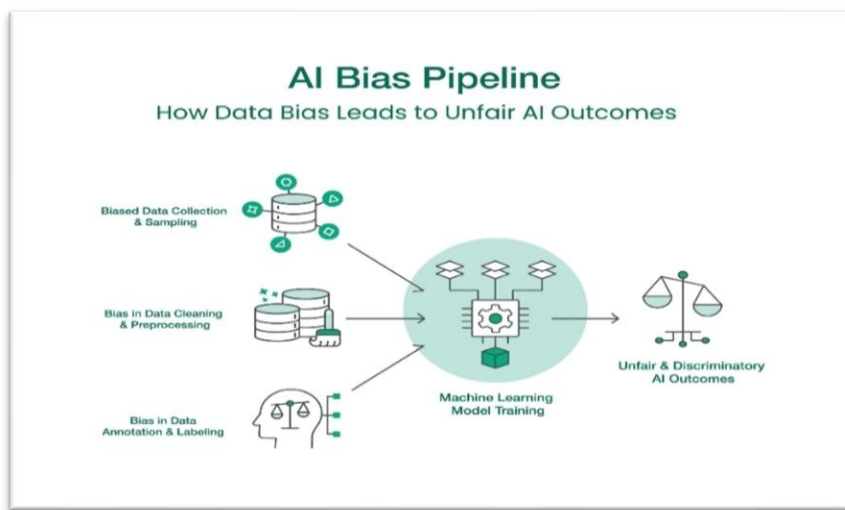 AI Bias Pipeline
How Data Bias Leads to Unfair AI Outcomes
Biased Data Collection
& Sampling
Bias in Data Cleaning
& Preprocessing
Bias in Data
Annotation & Labeling
Machine Learning
Model Training
Unfair & Discriminatory
AI Outcomes